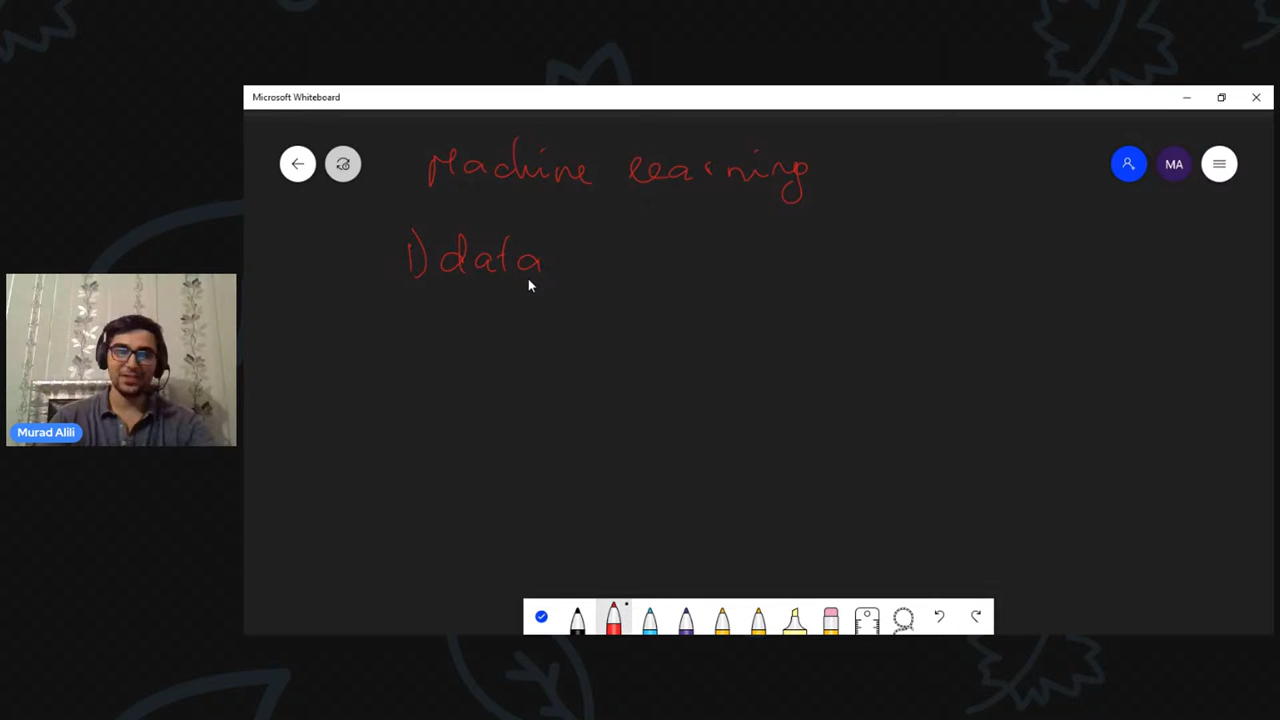 Microsoft Whiteboard
Machine learning
MA
1) data
Murad Alili